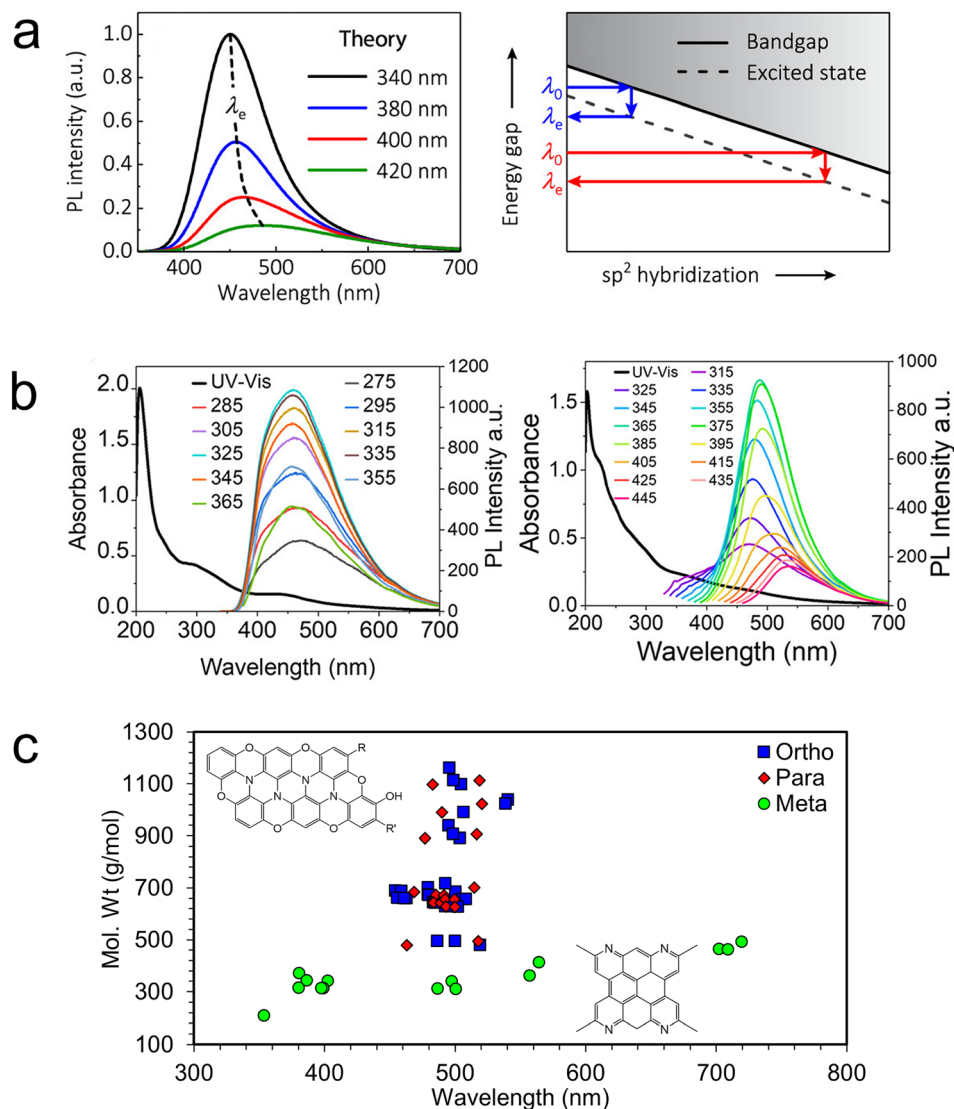 a
PL intensity (a.u.)
1.0
0.8
0.6
0.4
0.2
0.0
Theory
340 nm
380 nm
400 nm
420 nm
λe
400
500
600
700
Wavelength (nm)
Energy gap
Bandgap
Excited state
λ0
λe
λ0
λe
sp2 hybridization
b
Absorbance
2.0
1.5
1.0
0.5
0.0
UV-Vis
275
285
295
305
315
325
335
345
355
365
1200
1000
800
600
400
200
0
PL Intensity a.u.
200
300
400
500
600
700
Wavelength (nm)
Absorbance
1.5
1.0
0.5
0.0
UV-Vis
315
325
335
345
355
365
375
385
395
405
415
425
435
445
1000
800
600
400
200
0
PL Intensity a.u.
200
300
400
500
600
700
Wavelength (nm)
c
Mol. Wt (g/mol)
1300
1100
900
700
500
300
100
O
O
R
O
N
N
O
N
OH
O
O
R'
Ortho
Para
Meta
N
N
N
N
300
400
500
600
700
800
Wavelength (nm)